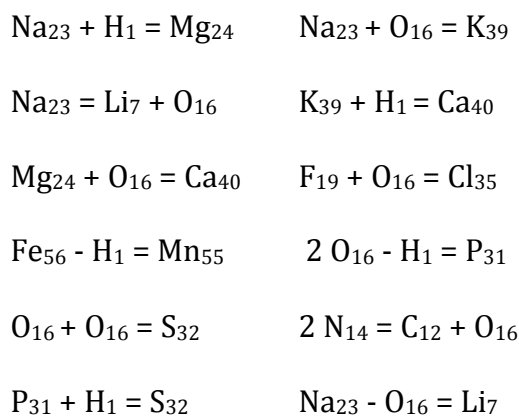 Na₂₃ + H₁ = Mg₂₄ Na₂₃ + O₁₆ = K₃₉
Na₂₃ = Li₇ + O₁₆ K₃₉ + H₁ = Ca₄₀
Mg₂₄ + O₁₆ = Ca₄₀ F₁₉ + O₁₆ = Cl₃₅
Fe₅₆ - H₁ = Mn₅₅ 2 O₁₆ - H₁ = P₃₁
O₁₆ + O₁₆ = S₃₂ 2 N₁₄ = C₁₂ + O₁₆
P₃₁ + H₁ = S₃₂ Na₂₃ - O₁₆ = Li₇